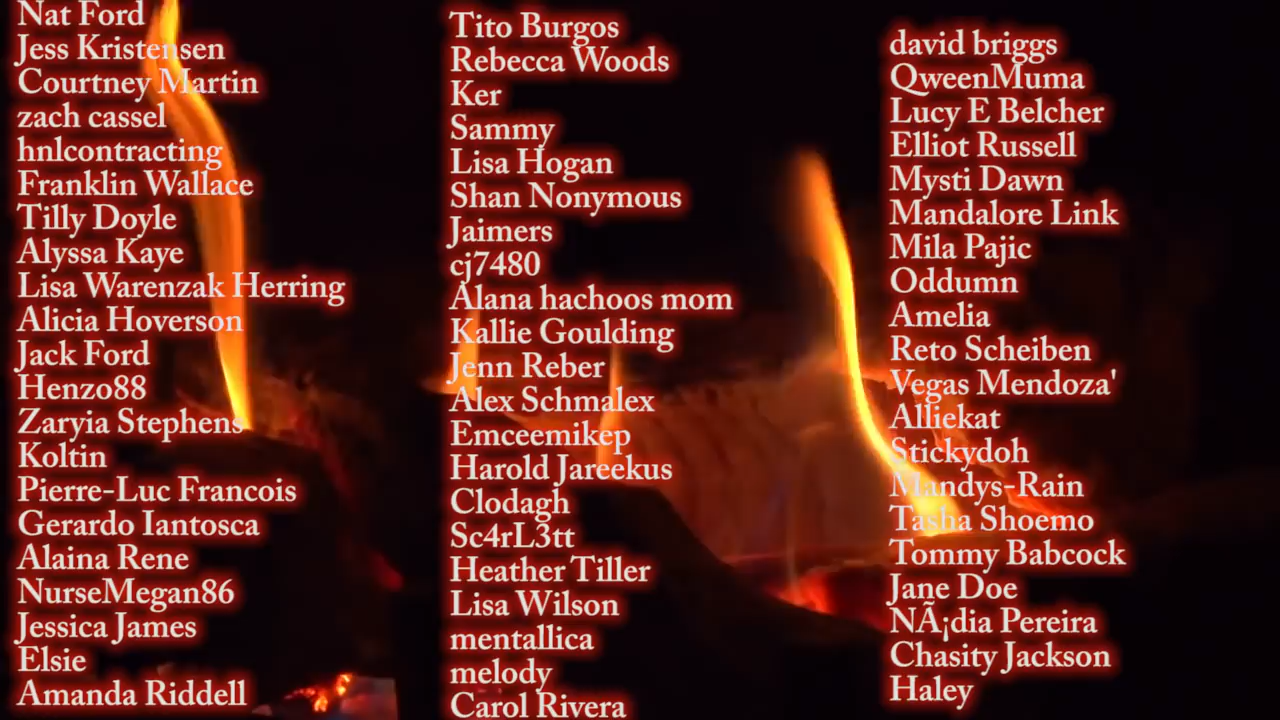 Nat Ford
Jess Kristensen
Courtney Martin
zach cassel
hnlcontracting
Franklin Wallace
Tilly Doyle
Alyssa Kaye
Lisa Warenzak Herring
Alicia Hoverson
Jack Ford
Henzo88
Zaryia Stephens
Koltin
Pierre-Luc Francois
Gerardo Iantosca
Alaina Rene
NurseMegan86
Jessica James
Elsie
Amanda Riddell
Tito Burgos
Rebecca Woods
Ker
Sammy
Lisa Hogan
Shan Nonymous
Jaimers
cj7480
Alana hachoos mom
Kallie Goulding
Jenn Reber
Alex Schmalex
Emceemikep
Harold Jareekus
Clodagh
Sc4rL3tt
Heather Tiller
Lisa Wilson
mentallica
melody
Carol Rivera
david briggs
QweenMuma
Lucy E Belcher
Elliot Russell
Mysti Dawn
Mandalore Link
Mila Pajic
Oddumn
Amelia
Reto Scheiben
Vegas Mendoza'
Alliekat
Stickydoh
Mandys-Rain
Tasha Shoemo
Tommy Babcock
Jane Doe
NÃ¡dia Pereira
Chasity Jackson
Haley